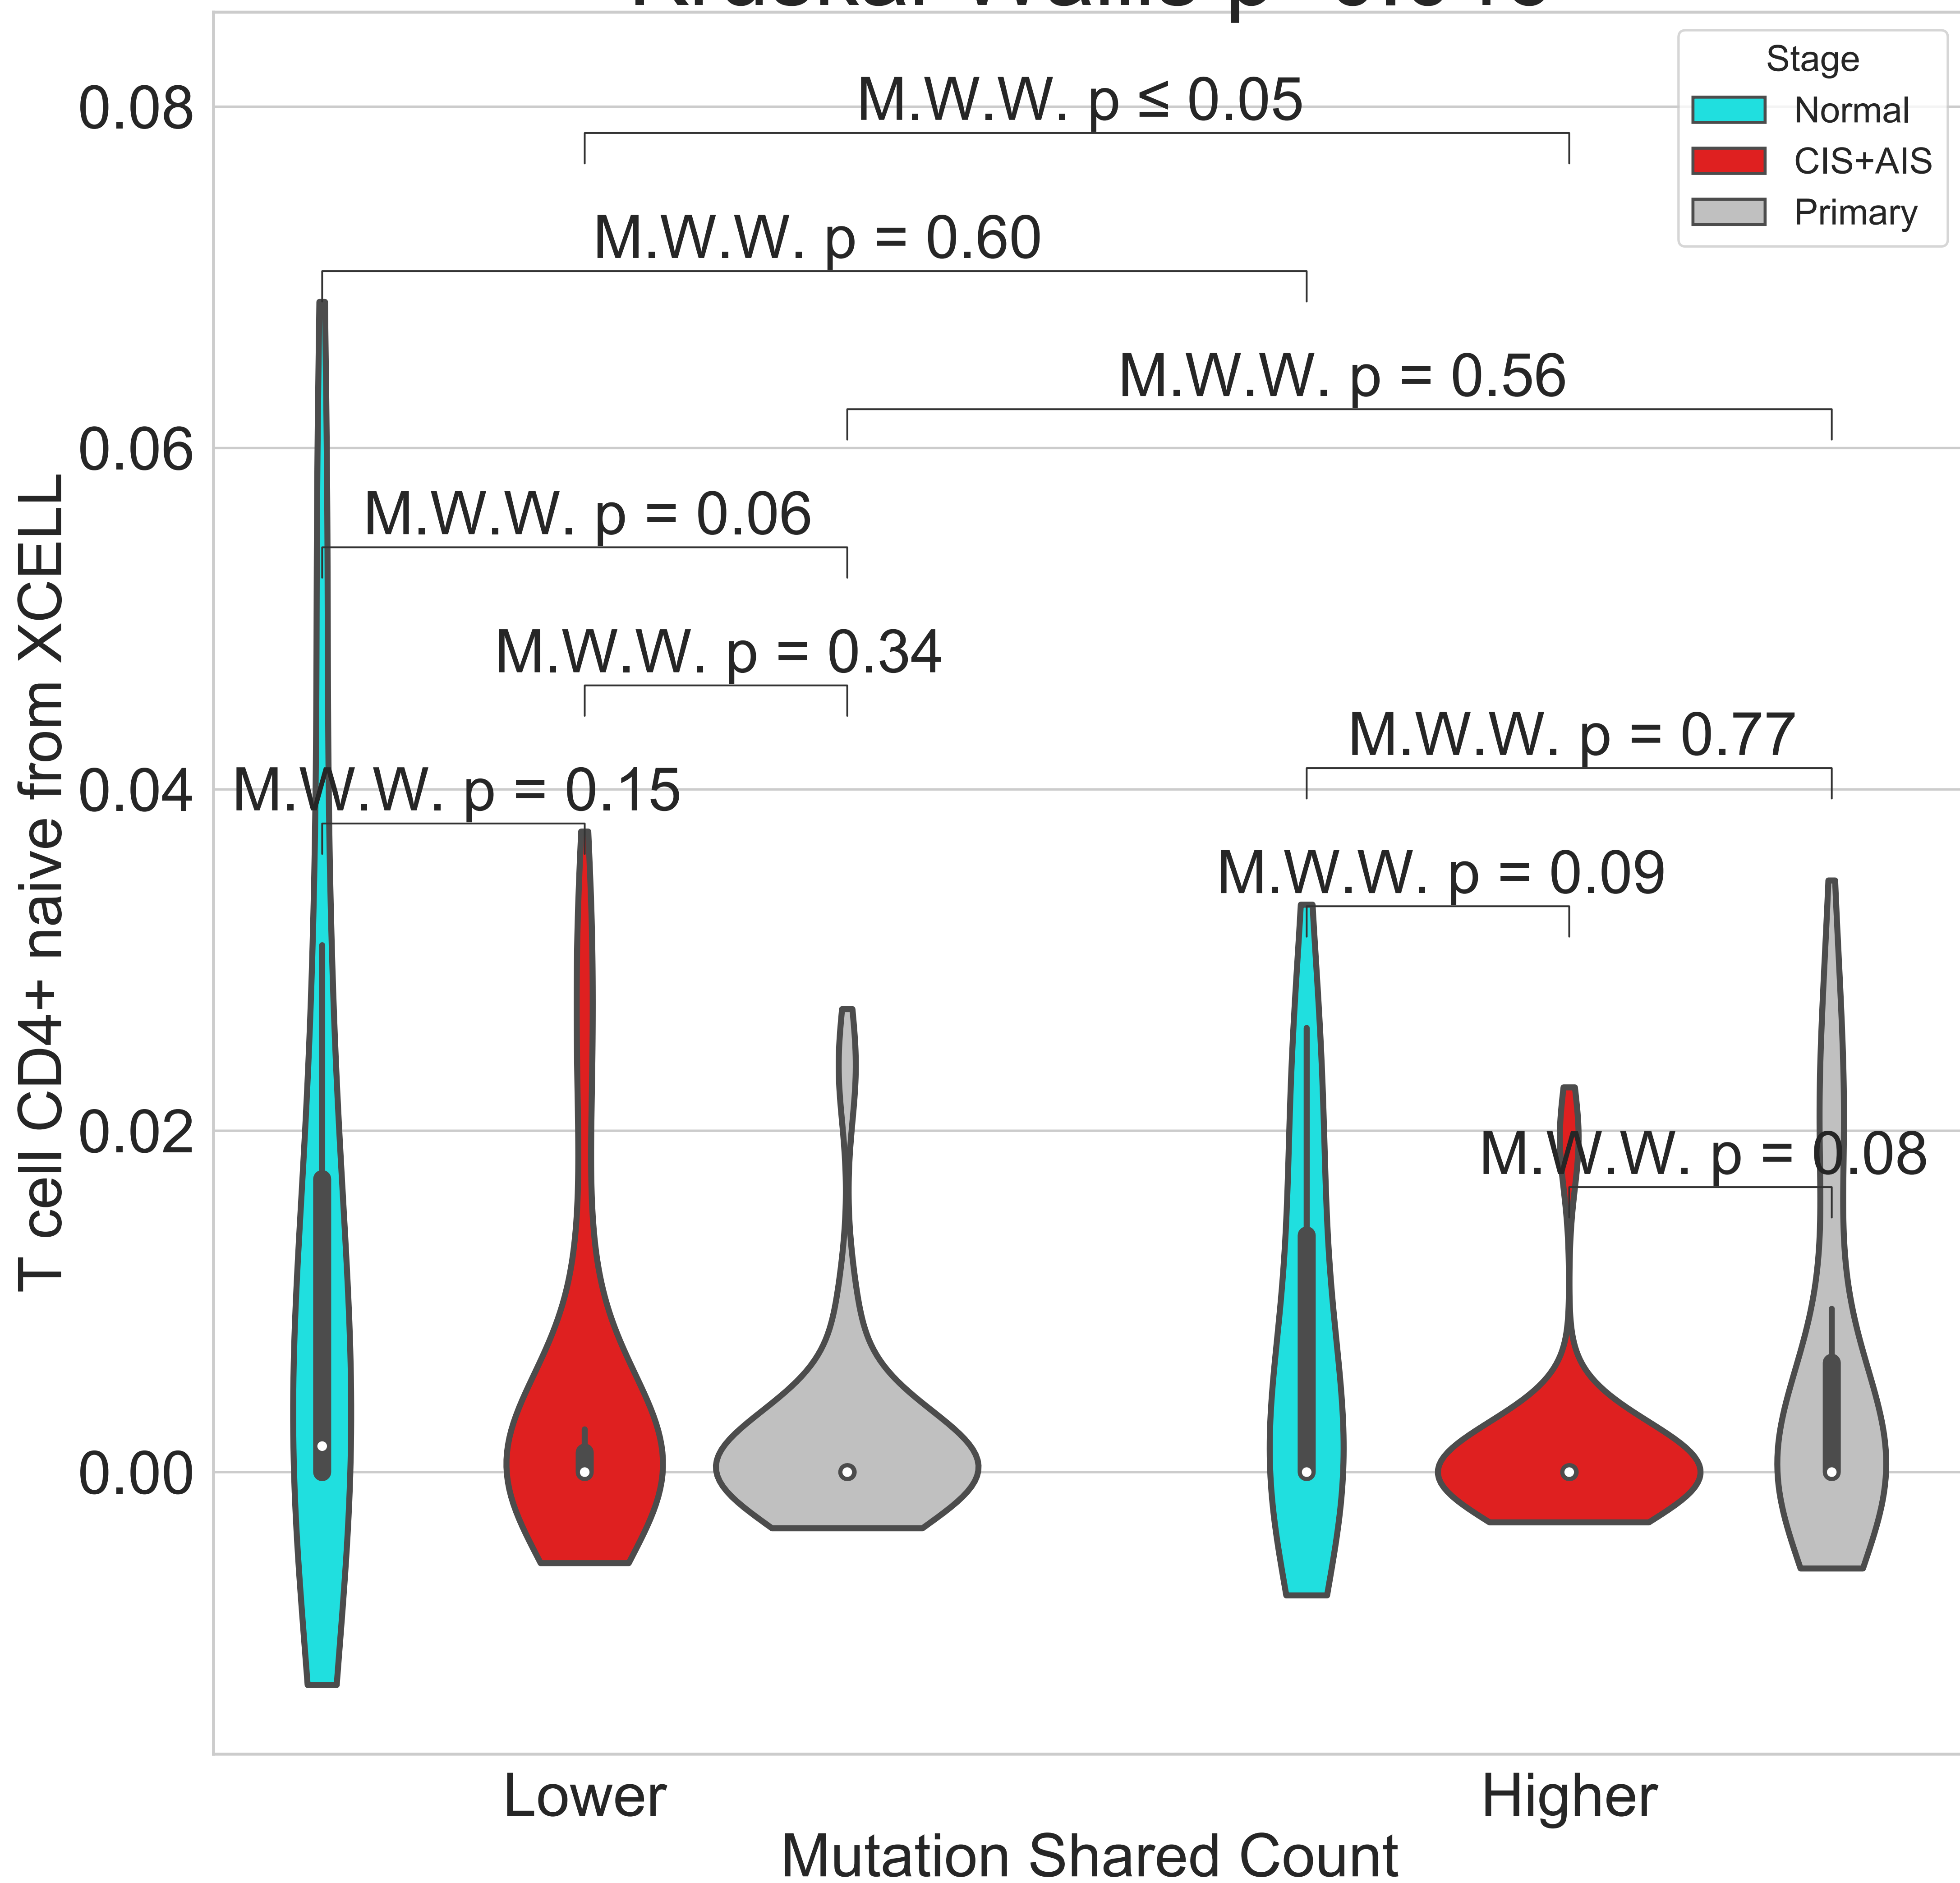 Stage
Normal
CIS+AIS
Primary
M.W.W. p ≤ 0.05
M.W.W. p = 0.60
M.W.W. p = 0.56
M.W.W. p = 0.06
M.W.W. p = 0.34
M.W.W. p = 0.77
M.W.W. p = 0.15
M.W.W. p = 0.09
M.W.W. p = 0.08
0.08
0.06
0.04
0.02
0.00
T cell CD4+ naive from XCELL
Lower
Higher
Mutation Shared Count